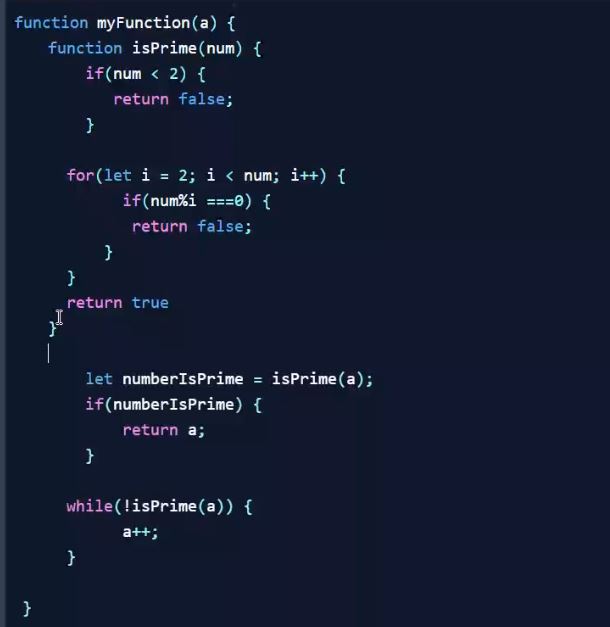 function myFunction(a) {
function isPrime(num) {
if(num < 2) {
return false;
}
for(let i = 2; i < num; i++) {
if(num%i ===0) {
return false;
}
}
return true
}
let numberIsPrime = isPrime(a);
if(numberIsPrime) {
return a;
}
while(!isPrime(a)) {
a++;
}
}